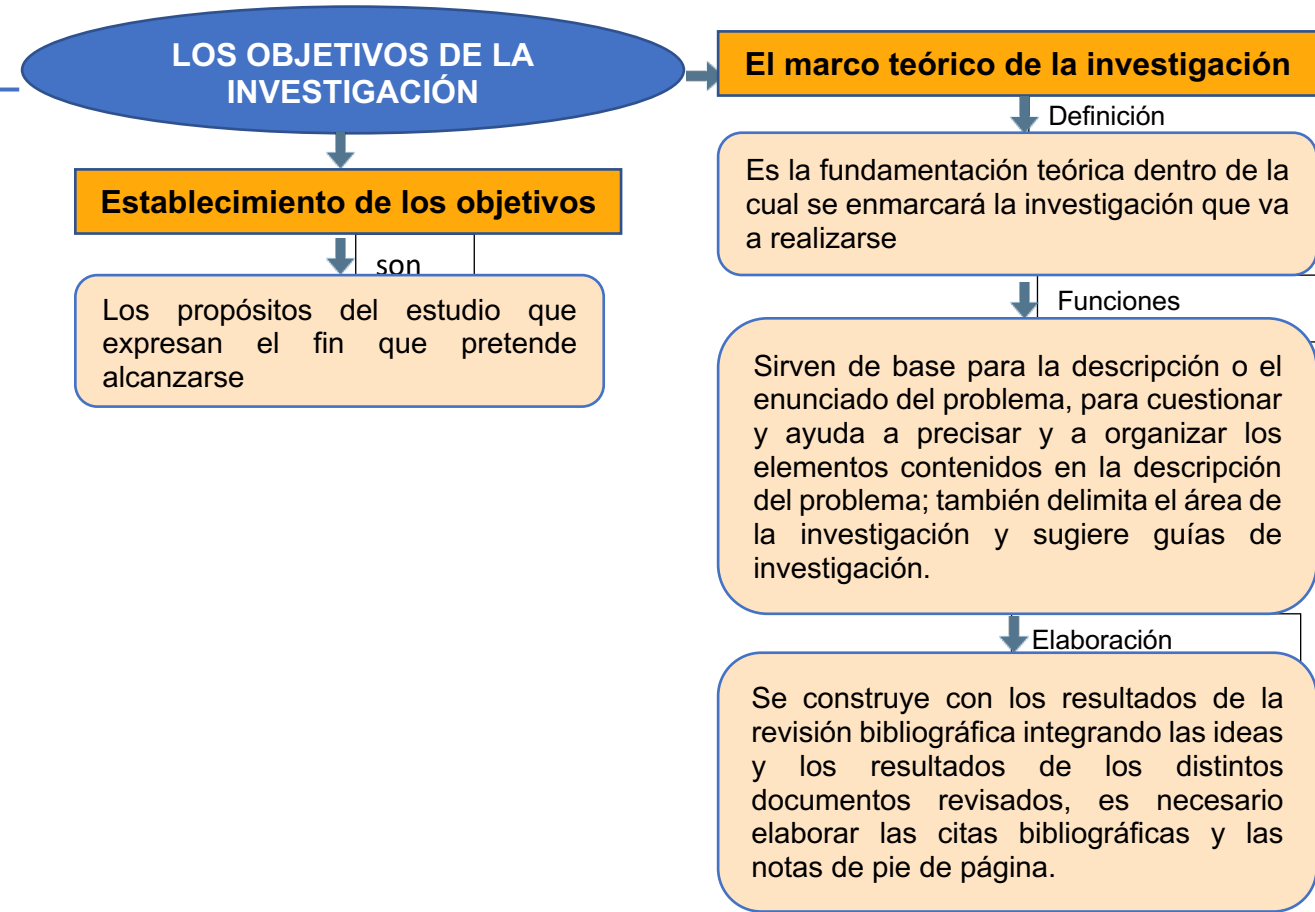 LOS OBJETIVOS DE LA
INVESTIGACIÓN
Establecimiento de los objetivos
son
Los propósitos del estudio que
expresan el fin que pretende
alcanzarse
El marco teórico de la investigación
Definición
Es la fundamentación teórica dentro de la
cual se enmarcará la investigación que va
a realizarse
Funciones
Sirven de base para la descripción o el
enunciado del problema, para cuestionar
y ayuda a precisar y a organizar los
elementos contenidos en la descripción
del problema; también delimita el área de
la investigación y sugiere guías de
investigación.
Elaboración
Se construye con los resultados de la
revisión bibliográfica integrando las ideas
y los resultados de los distintos
documentos revisados, es necesario
elaborar las citas bibliográficas y las
notas de pie de página.